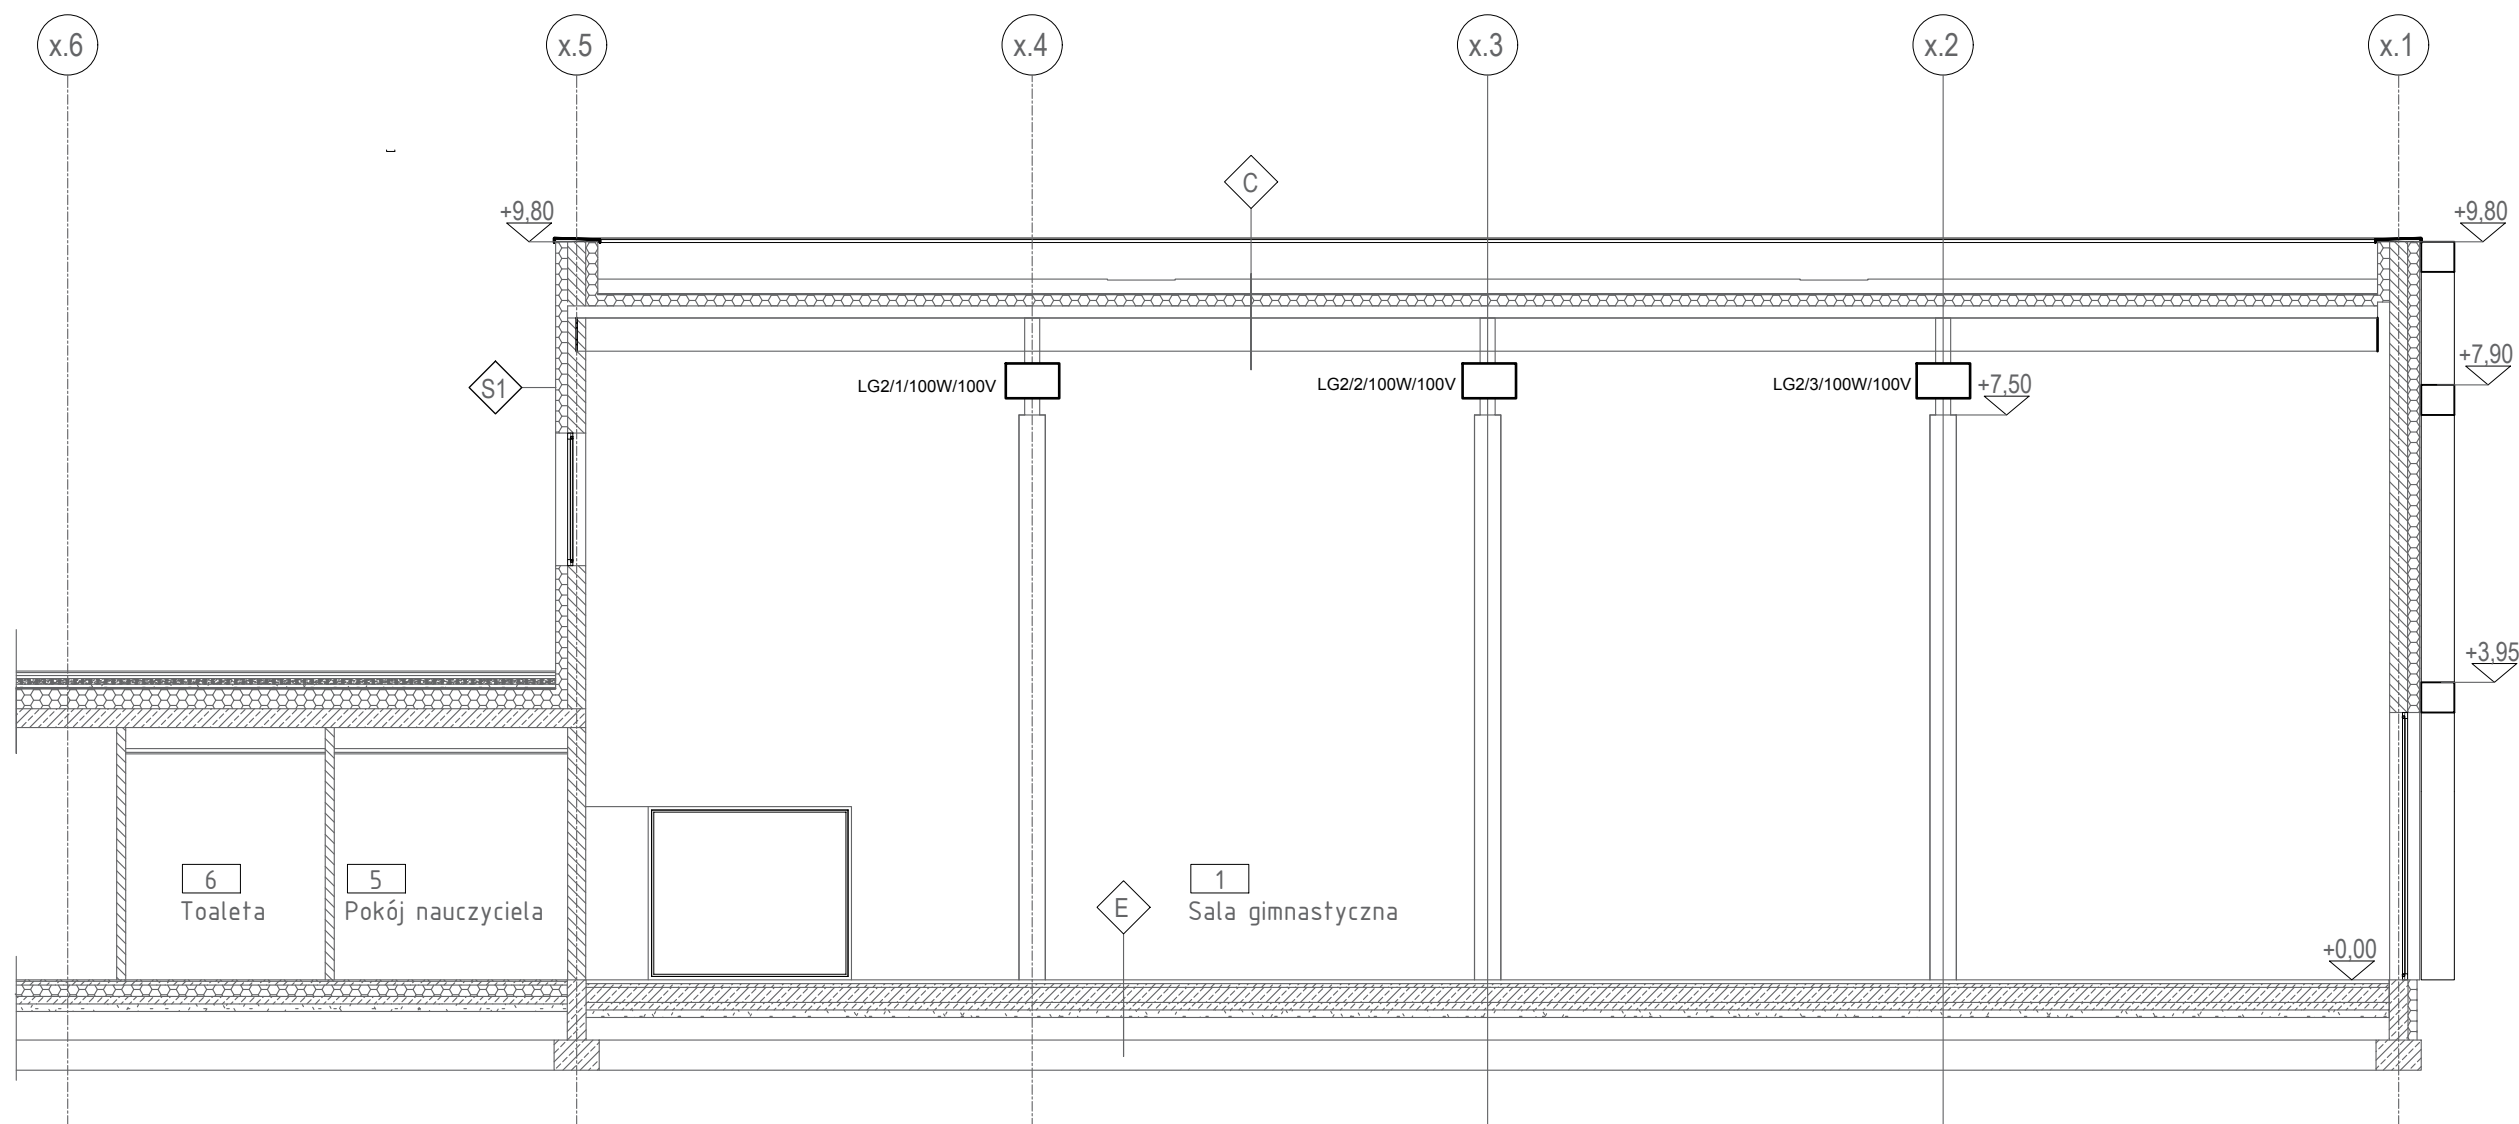 x.6
x.5
x.4
x.3
x.2
x.1
C
+9,80
+9,80
+7,90
S1
LG2/1/100W/100V
LG2/2/100W/100V
LG2/3/100W/100V
+7,50
+3,95
6
Toaleta
5
Pokój nauczyciela
E
1
Sala gimnastyczna
+0,00